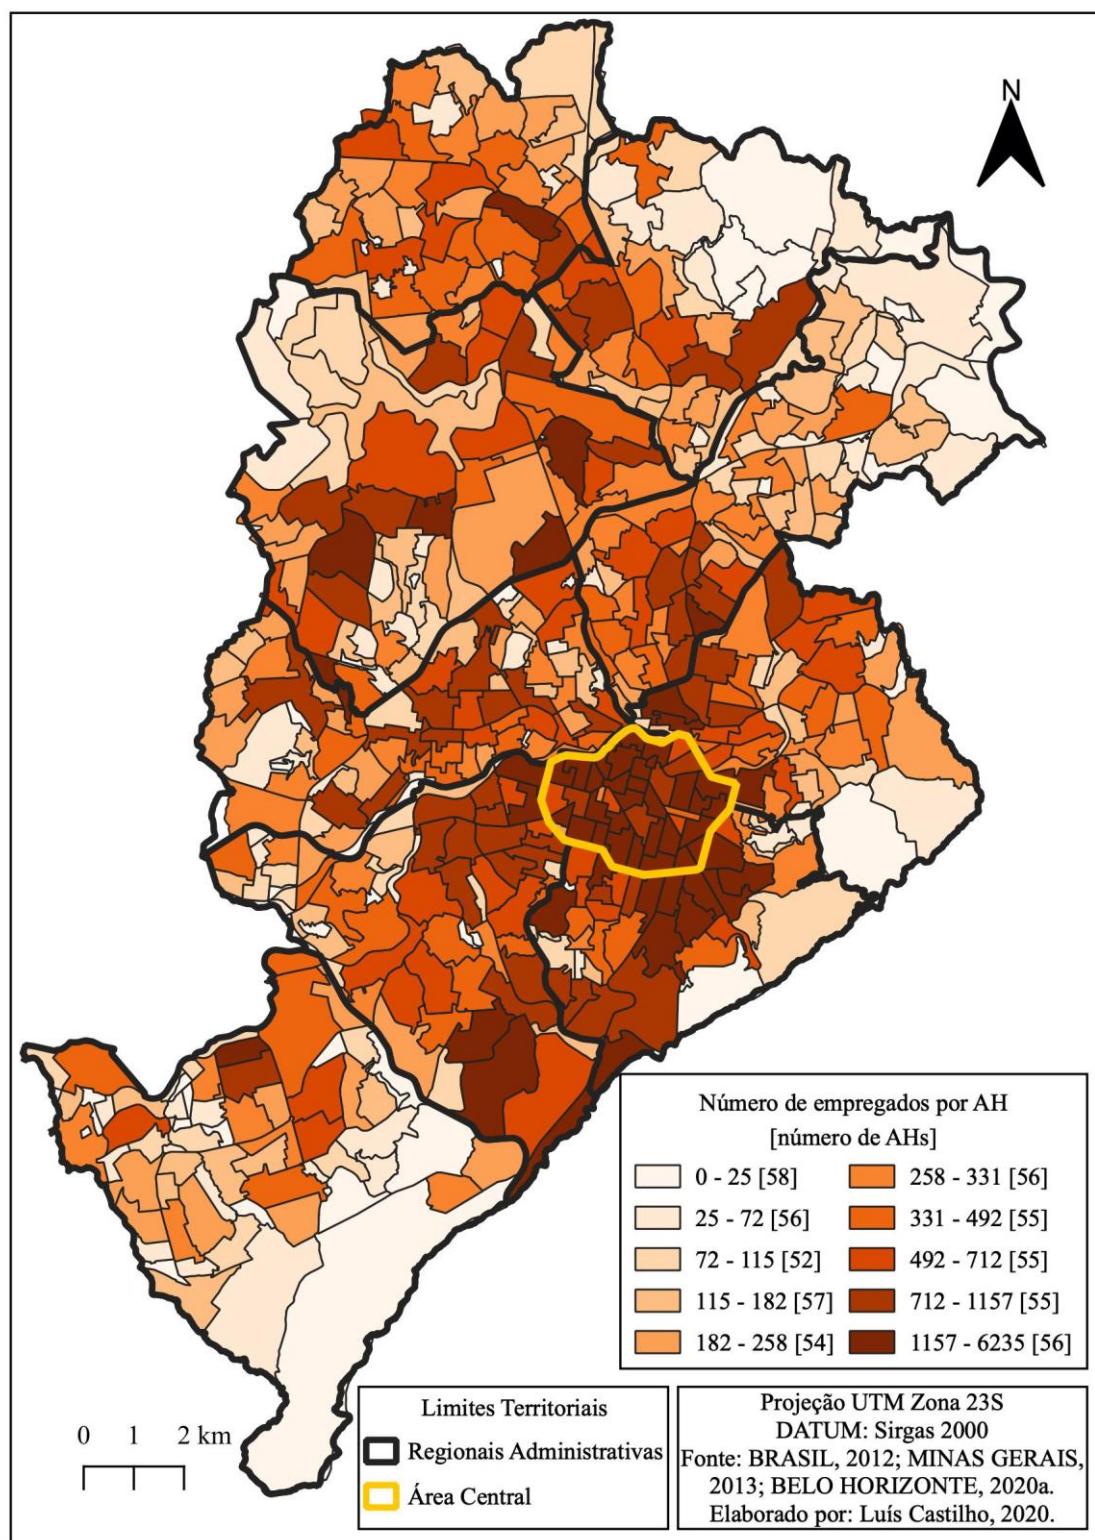 N
Número de empregados por AH
[número de AHs]
0 - 25 [58]
25 - 72 [56]
72 - 115 [52]
115 - 182 [57]
182 - 258 [54]
258 - 331 [56]
331 - 492 [55]
492 - 712 [55]
712 - 1157 [55]
1157 - 6235 [56]
0 1 2 km
Limites Territoriais
Regionais Administrativas
Área Central
Projeção UTM Zona 23S
DATUM: Sirgas 2000
Fonte: BRASIL, 2012; MINAS GERAIS,
2013; BELO HORIZONTE, 2020a.
Elaborado por: Luís Castilho, 2020.